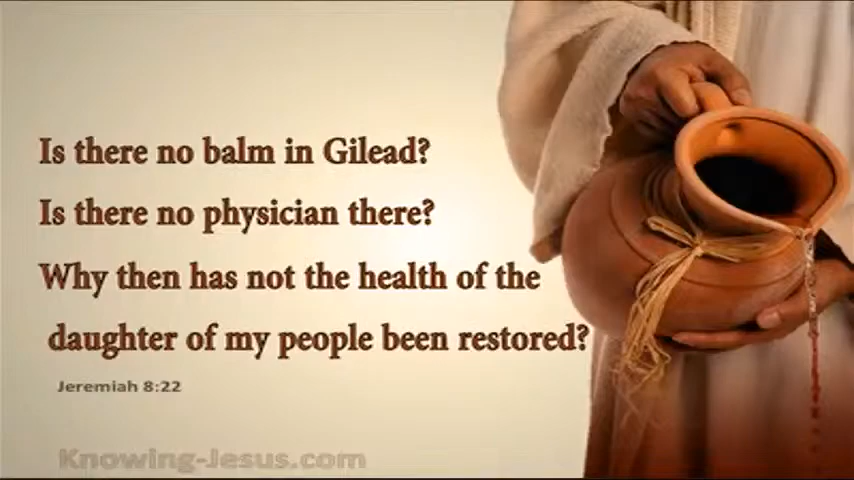 Is there no balm in Gilead?
Is there no physician there?
Why then has not the health of the
daughter of my people been restored?
Jeremiah 8:22
Knowing-Jesus.com